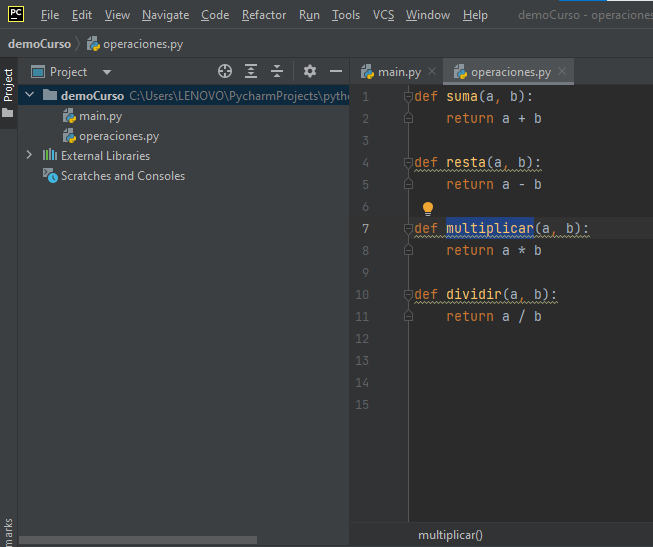 PC File Edit View Navigate Code Refactor Run Tools VCS Window Help demoCurso - operaciones
demoCurso operaciones.py
Project
Project
demoCurso C:\Users\LENOVO\PycharmProjects\pytho
main.py
operaciones.py
External Libraries
Scratches and Consoles
marks
main.py operaciones.py
1 def suma(a, b):
2 return a + b
3
4 def resta(a, b):
5 return a - b
6
7 def multiplicar(a, b):
8 return a * b
9
10 def dividir(a, b):
11 return a / b
12
13
14
15
multiplicar()